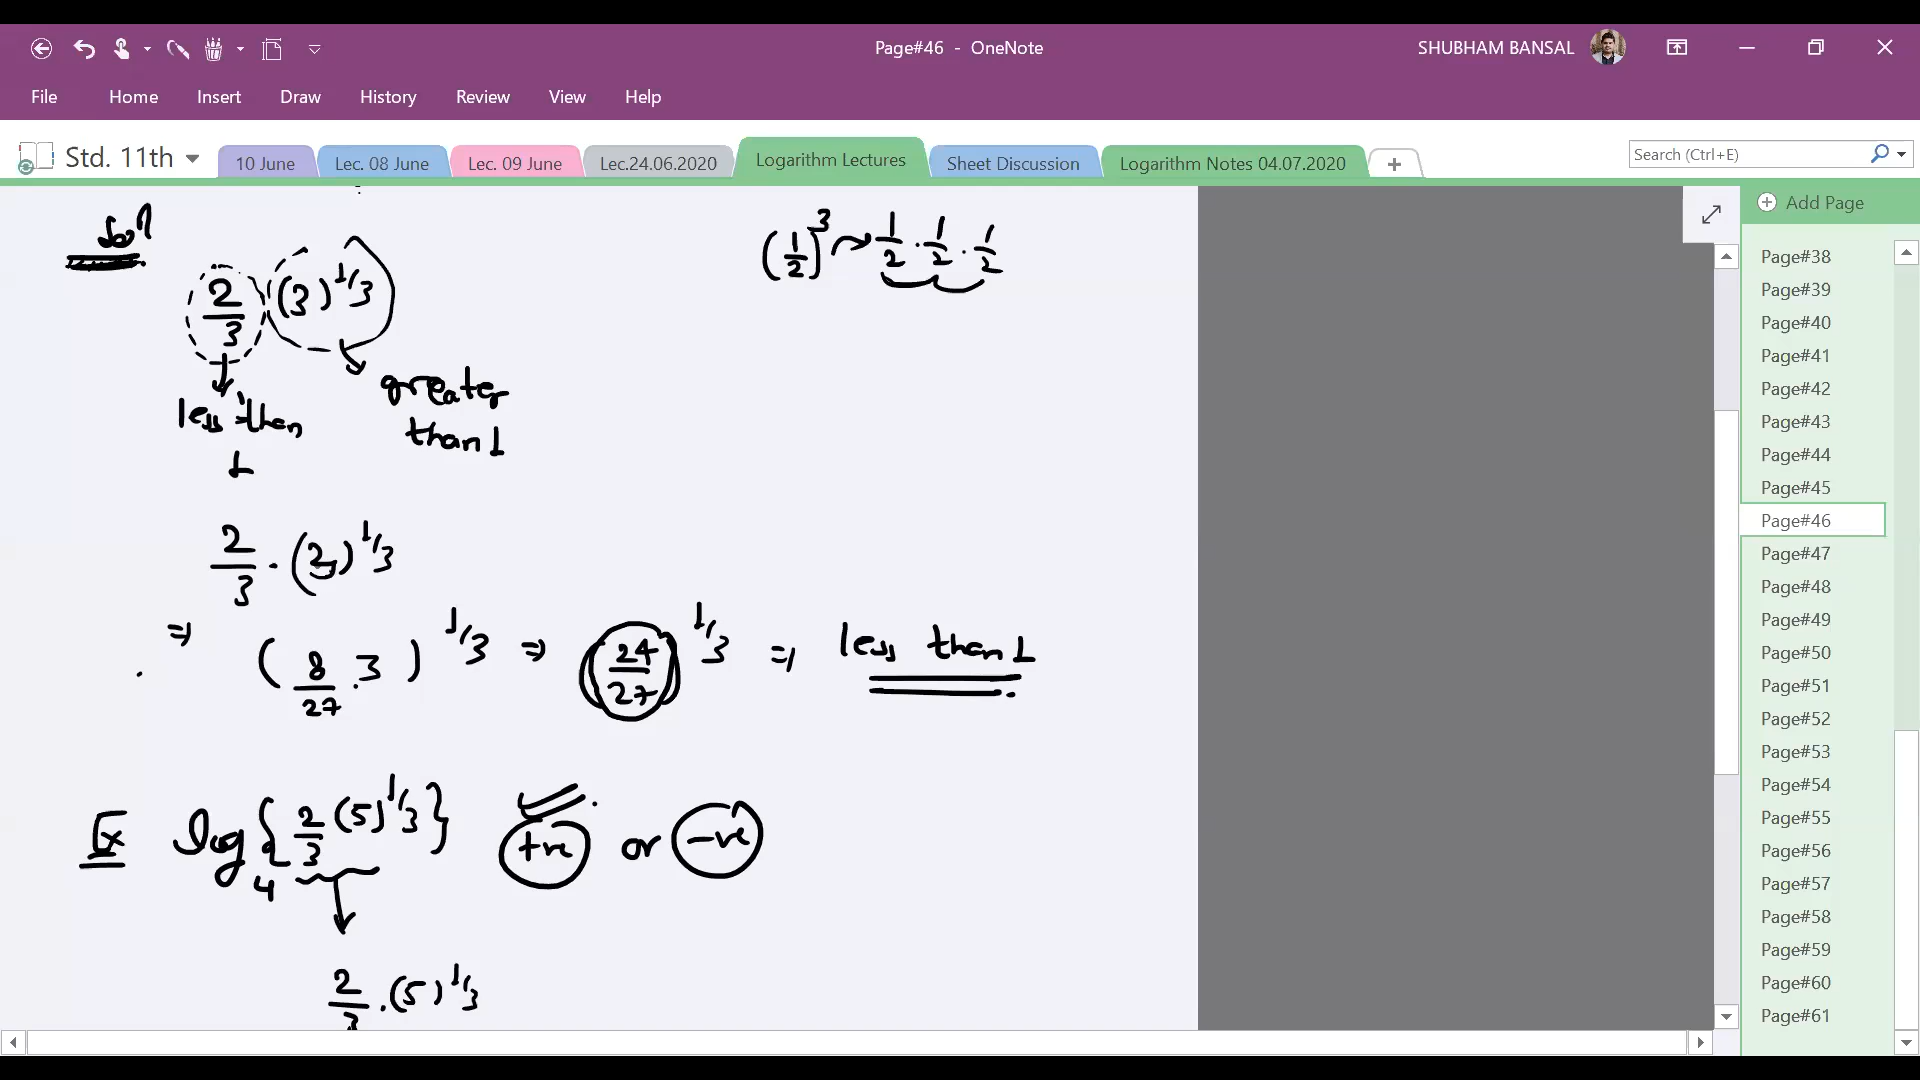 Page#46 - OneNote
SHUBHAM BANSAL
File Home Insert Draw History Review View Help
Std. 11th
10 June
Lec. 08 June
Lec. 09 June
Lec.24.06.2020
Logarithm Lectures
Sheet Discussion
Logarithm Notes 04.07.2020
Search (Ctrl+E)
Add Page
Page#38
Page#39
Page#40
Page#41
Page#42
Page#43
Page#44
Page#45
Page#46
Page#47
Page#48
Page#49
Page#50
Page#51
Page#52
Page#53
Page#54
Page#55
Page#56
Page#57
Page#58
Page#59
Page#60
Page#61
Solⁿ
(1/2)^3 → 1/2 · 1/2 · 1/2
2/3 (3)^1/3
less than 1
greater than 1
⇒ (8/27 · 3)^1/3 ⇒ (24/27)^1/3 ⇒ less than 1
Ex log_4 {2/3 (5)^1/3} +ve or -ve
2/3 · (5)^1/3